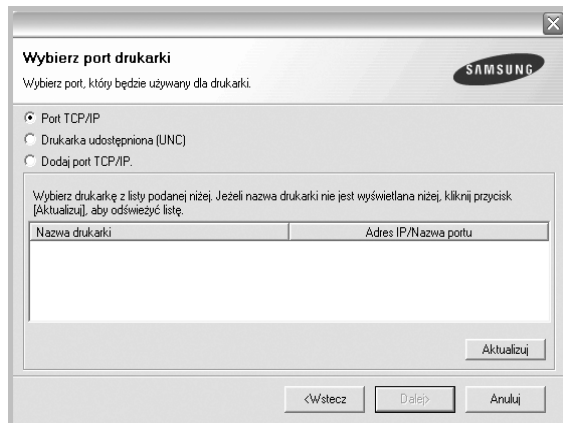 Wybierz port drukarki
Wybierz port, który będzie używany dla drukarki.
SAMSUNG
Port TCP/IP
Drukarka udostępniona (UNC)
Dodaj port TCP/IP.
Wybierz drukarkę z listy podanej niżej. Jeżeli nazwa drukarki nie jest wyświetlana niżej, kliknij przycisk
[Aktualizuj], aby odświeżyć listę.
Nazwa drukarki Adres IP/Nazwa portu
Aktualizuj
<Wstecz Dalej> Anuluj